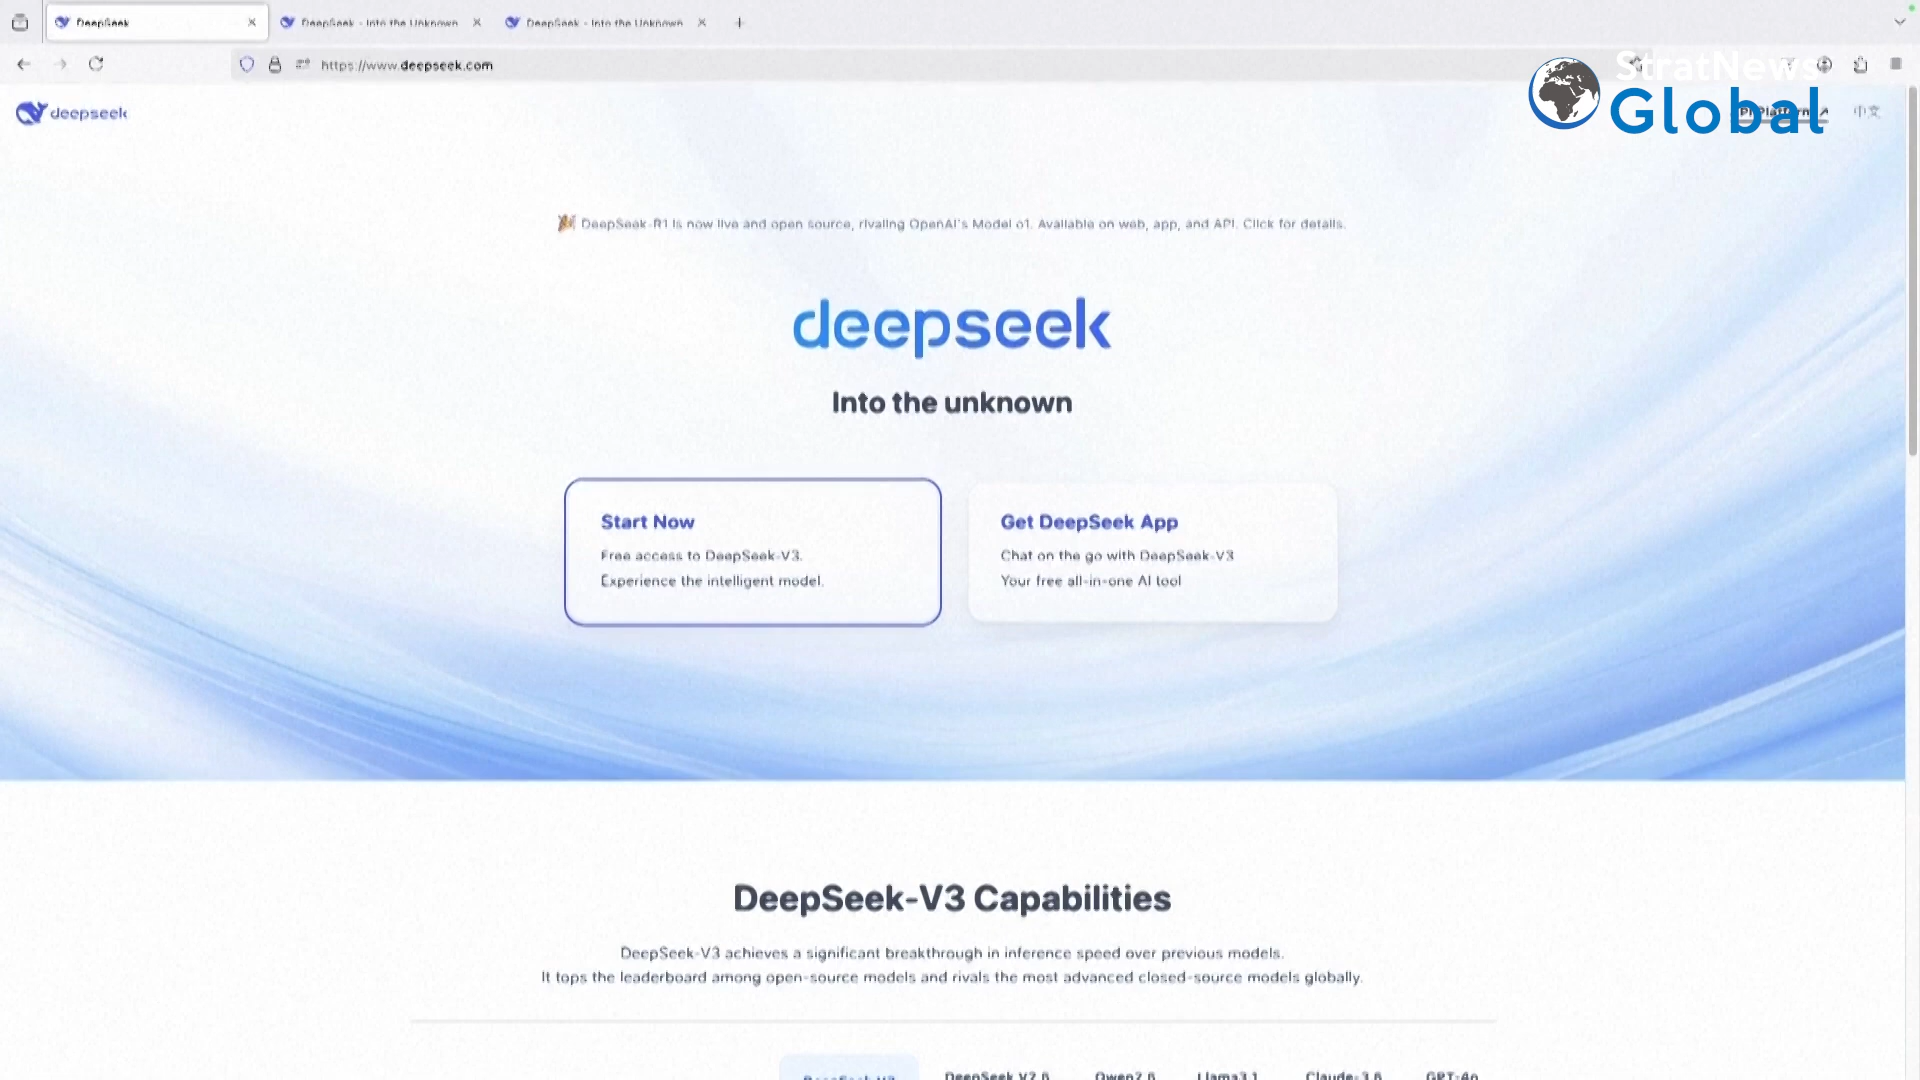 DeepSeek
DeepSeek - Into the Unknown
DeepSeek - Into the Unknown
https://www.deepseek.com
StratNews
Global
deepseek
中文
DeepSeek-R1 is now live and open source, rivaling OpenAI's Model o1. Available on web, app, and API. Click for details.
deepseek
Into the unknown
Start Now
Free access to DeepSeek-V3.
Experience the intelligent model.
Get DeepSeek App
Chat on the go with DeepSeek-V3
Your free all-in-one AI tool
DeepSeek-V3 Capabilities
DeepSeek-V3 achieves a significant breakthrough in inference speed over previous models.
It tops the leaderboard among open-source models and rivals the most advanced closed-source models globally.
DeepSeek V2.5 Qwen2.5 Llama3.1 Claude-3.5 GPT-4o